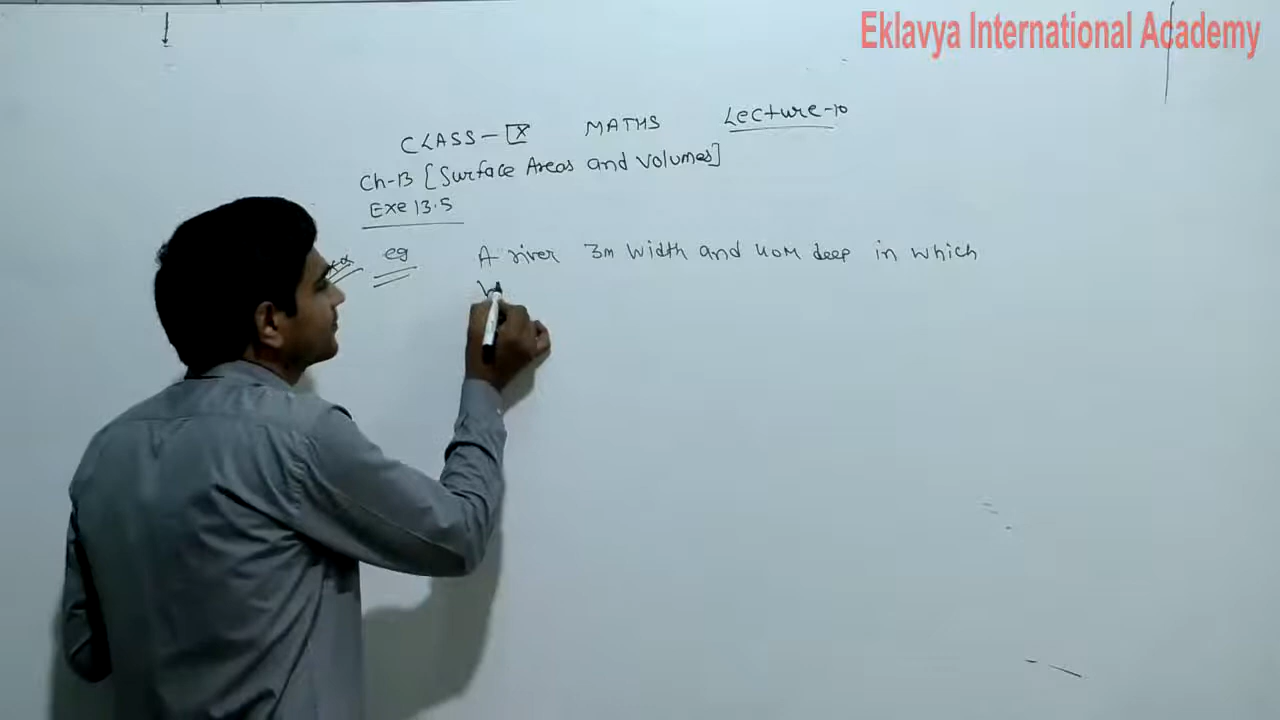 Eklavya International Academy
CLASS - X MATHS Lecture-10
Ch-13 [Surface Areas and Volumes]
Exe 13.5
eg A river 3m width and 40m deep in which